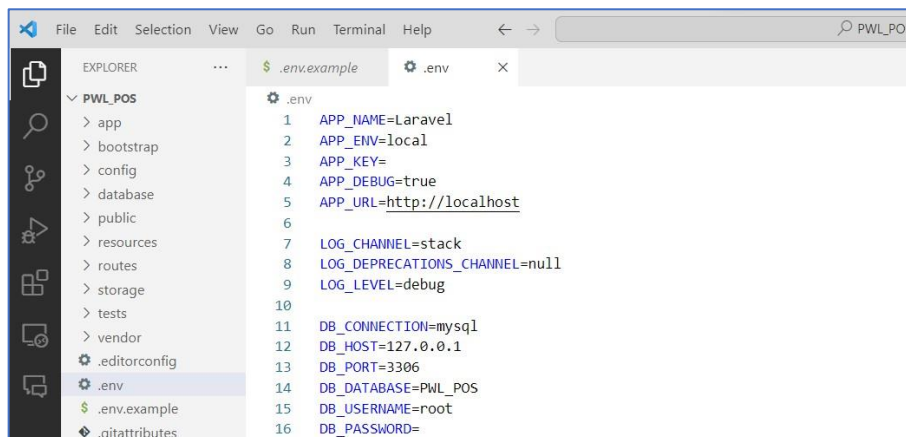 File Edit Selection View Go Run Terminal Help
PWL_PO
EXPLORER ...
PWL_POS
app
bootstrap
config
database
public
resources
routes
storage
tests
vendor
.editorconfig
.env
$ .env.example
.gitattributes
$ .env.example
.env
.env
1 APP_NAME=Laravel
2 APP_ENV=local
3 APP_KEY=
4 APP_DEBUG=true
5 APP_URL=http://localhost
6
7 LOG_CHANNEL=stack
8 LOG_DEPRECATIONS_CHANNEL=null
9 LOG_LEVEL=debug
10
11 DB_CONNECTION=mysql
12 DB_HOST=127.0.0.1
13 DB_PORT=3306
14 DB_DATABASE=PWL_POS
15 DB_USERNAME=root
16 DB_PASSWORD=